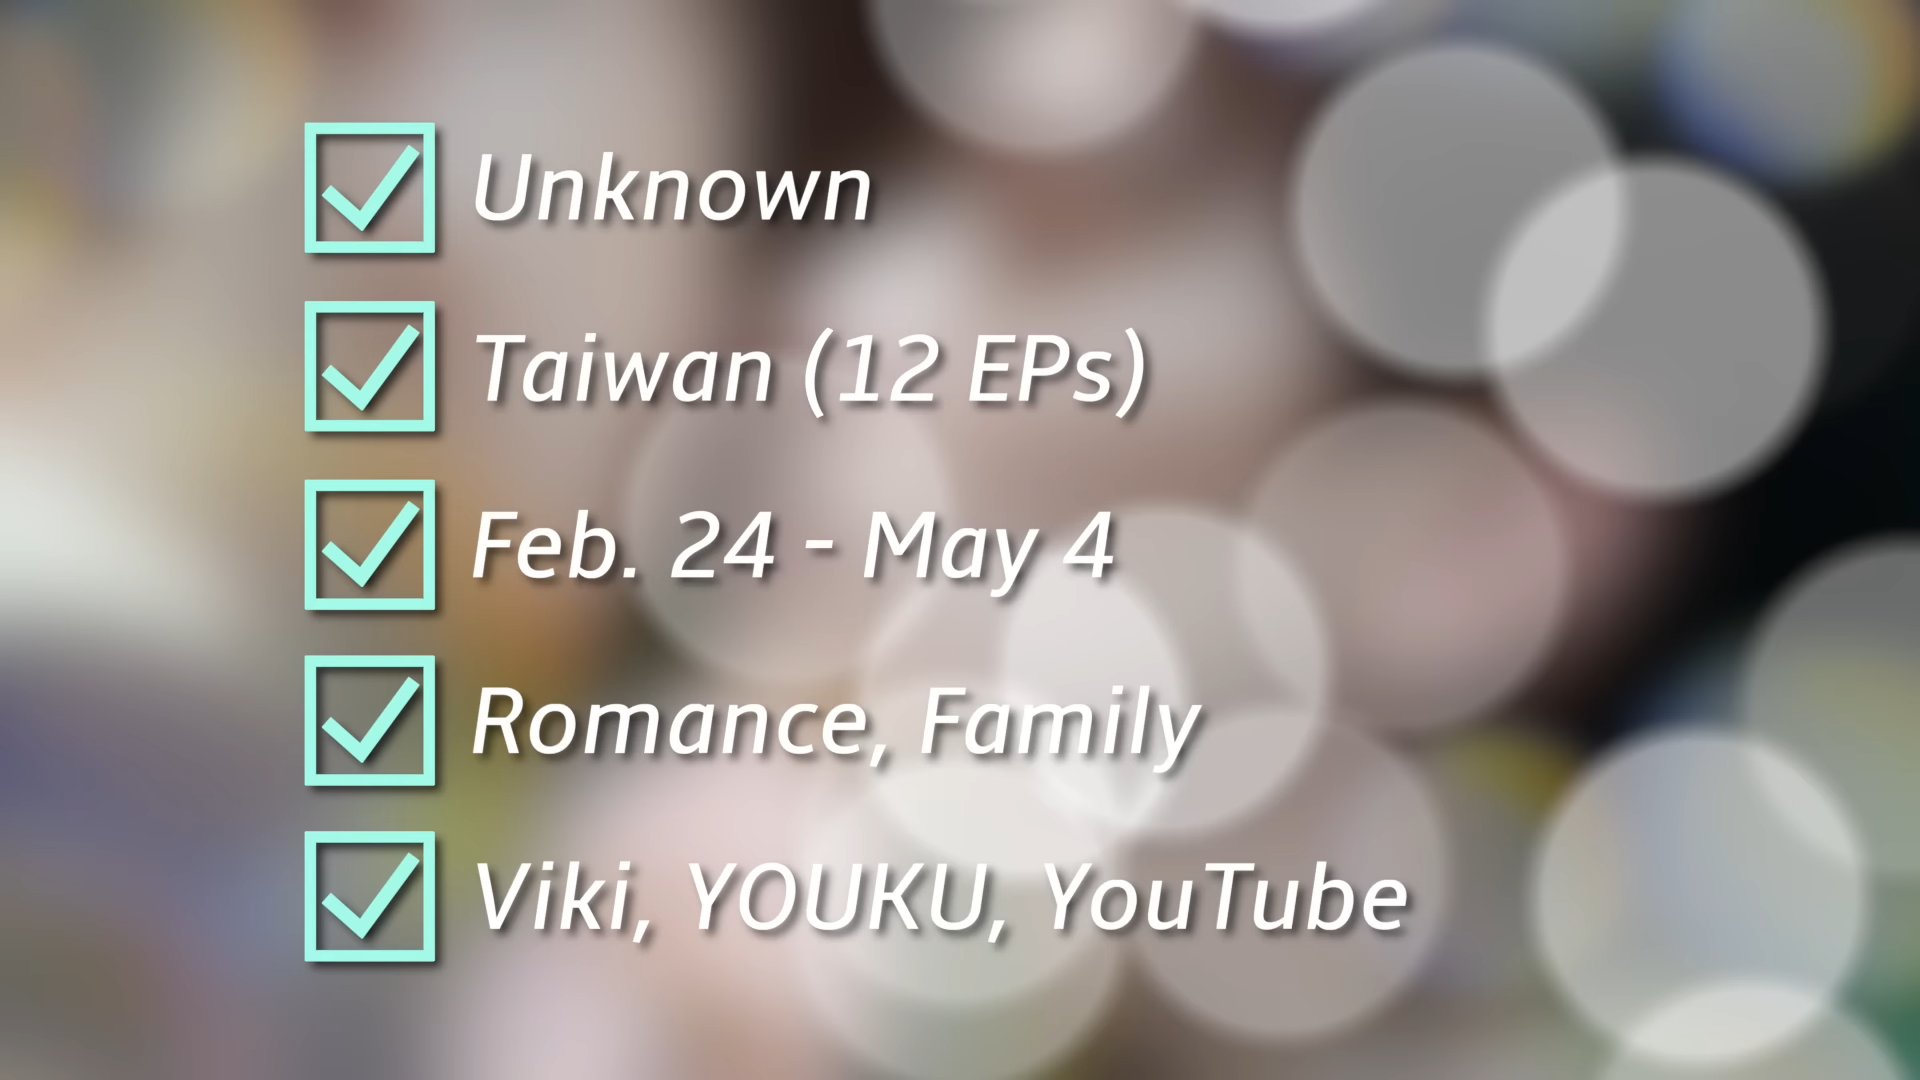 Unknown
Taiwan (12 EPs)
Feb. 24 - May 4
Romance, Family
Viki, YOUKU, YouTube